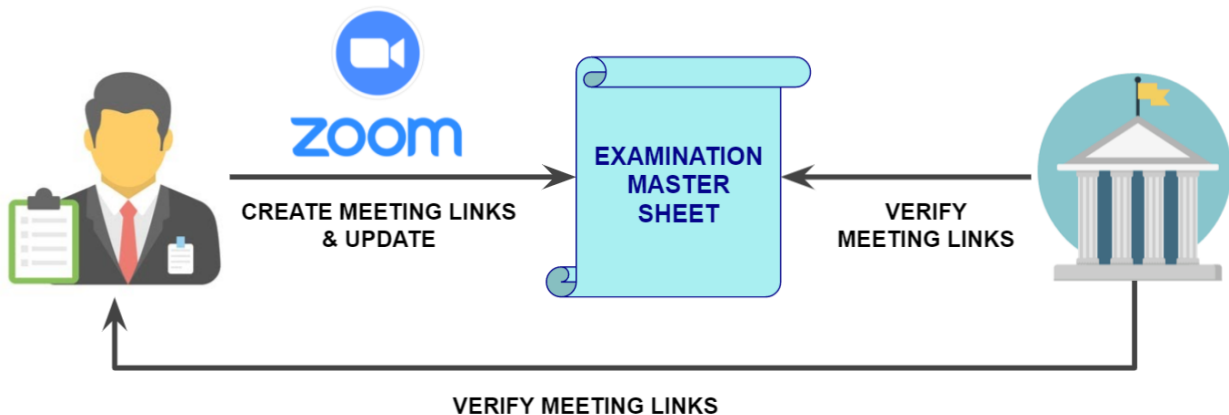 zoom
CREATE MEETING LINKS
& UPDATE
EXAMINATION
MASTER
SHEET
VERIFY
MEETING LINKS
VERIFY MEETING LINKS